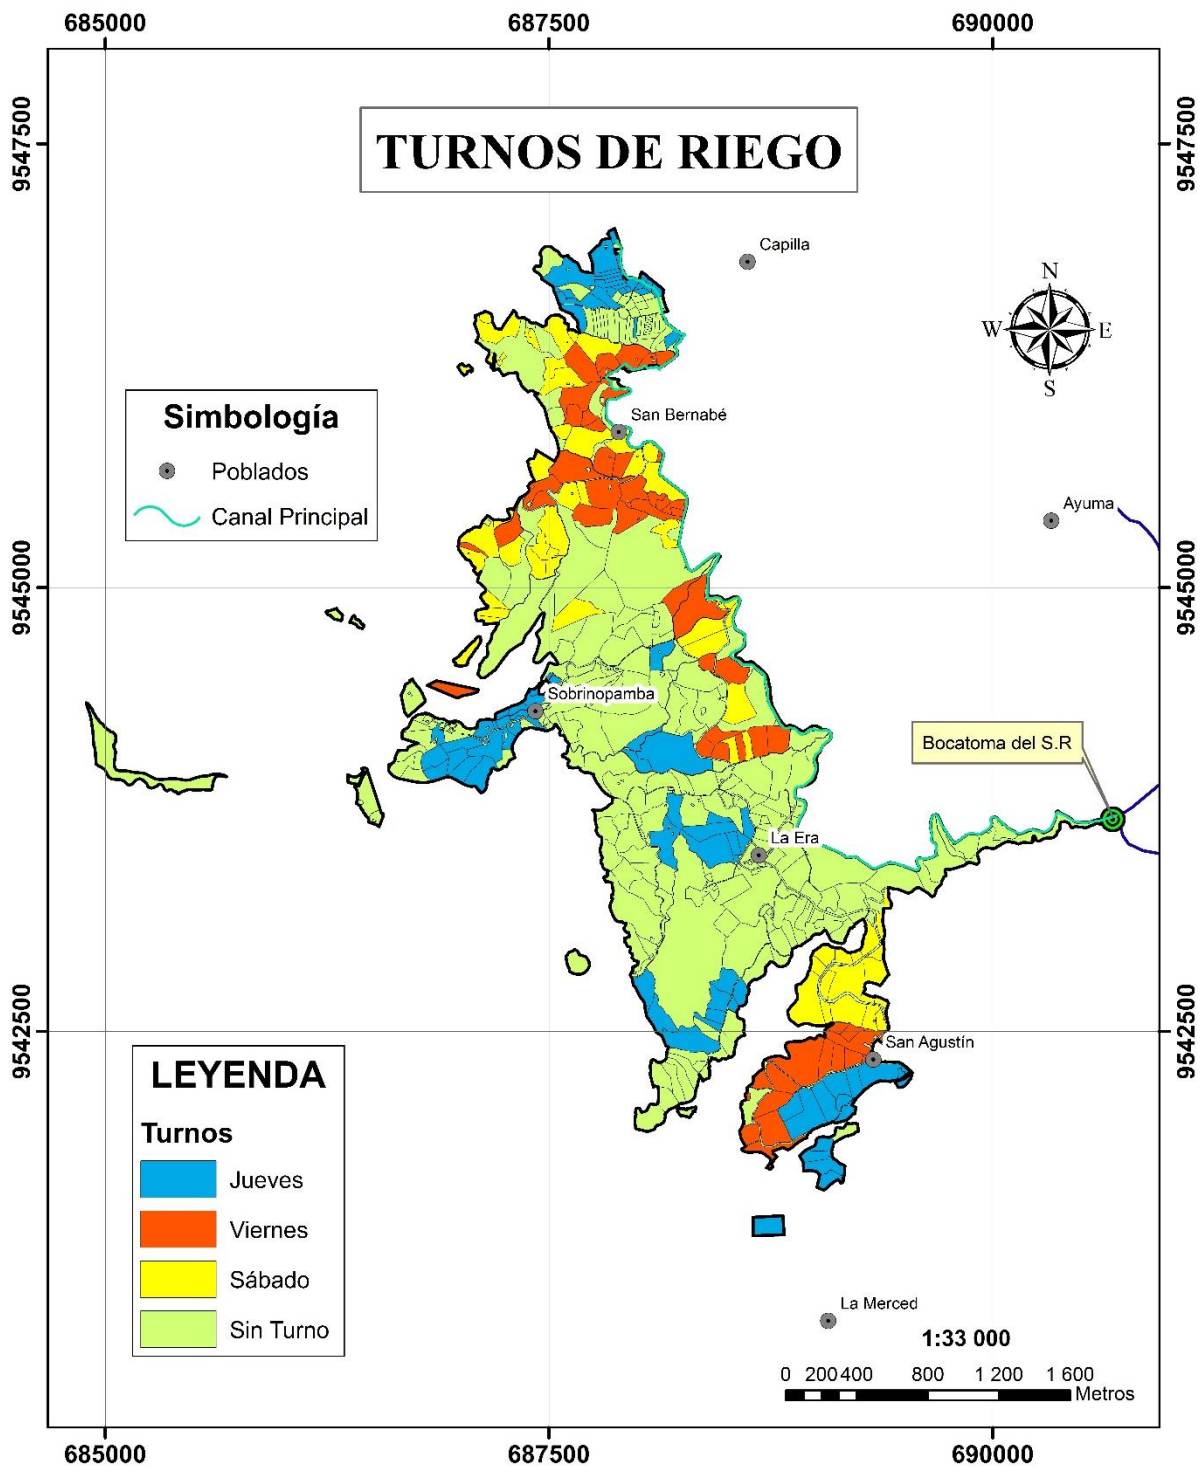 685000
687500
690000
9547500
9547500
TURNOS DE RIEGO
Capilla
N
W
E
S
Simbología
Poblados
Canal Principal
San Bernabé
Ayuma
9545000
9545000
Sobrinopamba
Bocatoma del S.R
La Era
9542500
9542500
San Agustín
LEYENDA
Turnos
Jueves
Viernes
Sábado
Sin Turno
La Merced
1:33 000
0 200 400 800 1 200 1 600
Metros
685000
687500
690000